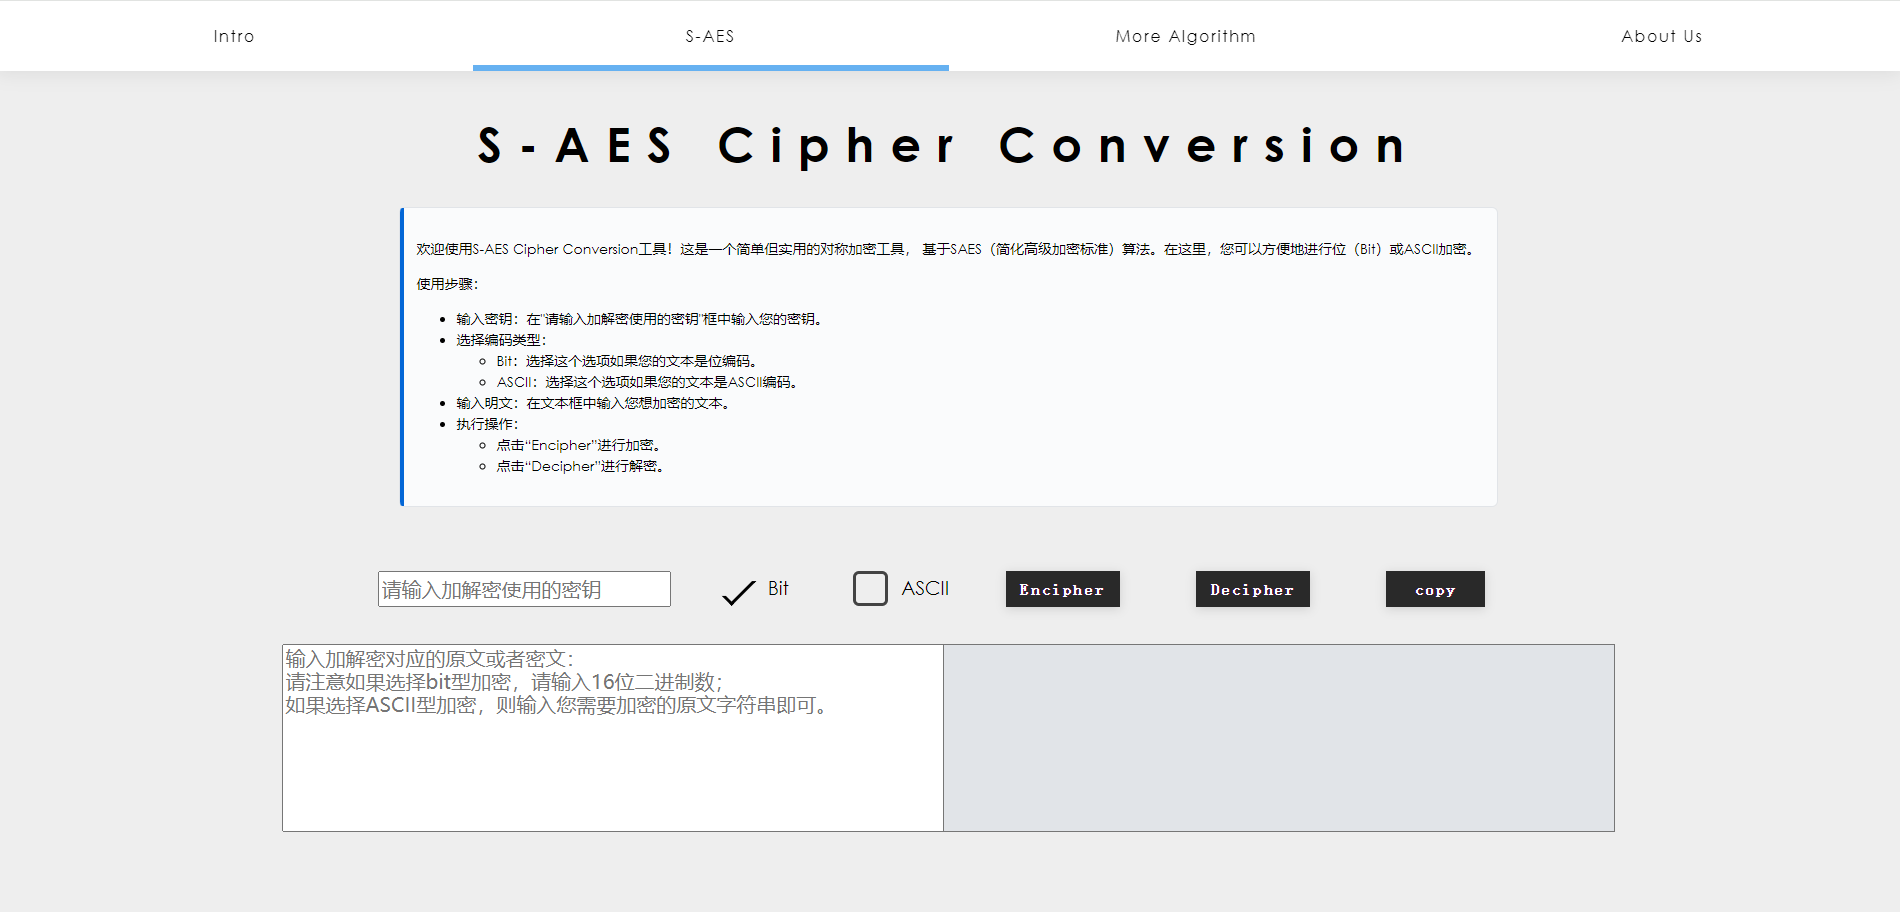 Intro
S-AES
More Algorithm
About Us
S-AES Cipher Conversion
欢迎使用S-AES Cipher Conversion工具！这是一个简单但实用的对称加密工具， 基于SAES（简化高级加密标准）算法。在这里，您可以方便地进行位（Bit）或ASCII加密。
使用步骤：
输入密钥：在"请输入加解密使用的密钥"框中输入您的密钥。
选择编码类型：
Bit：选择这个选项如果您的文本是位编码。
ASCII：选择这个选项如果您的文本是ASCII编码。
输入明文：在文本框中输入您想加密的文本。
执行操作：
点击“Encipher”进行加密。
点击“Decipher”进行解密。
请输入加解密使用的密钥
Bit
ASCII
Encipher
Decipher
copy
输入加解密对应的原文或者密文：
请注意如果选择bit型加密，请输入16位二进制数；
如果选择ASCII型加密，则输入您需要加密的原文字符串即可。